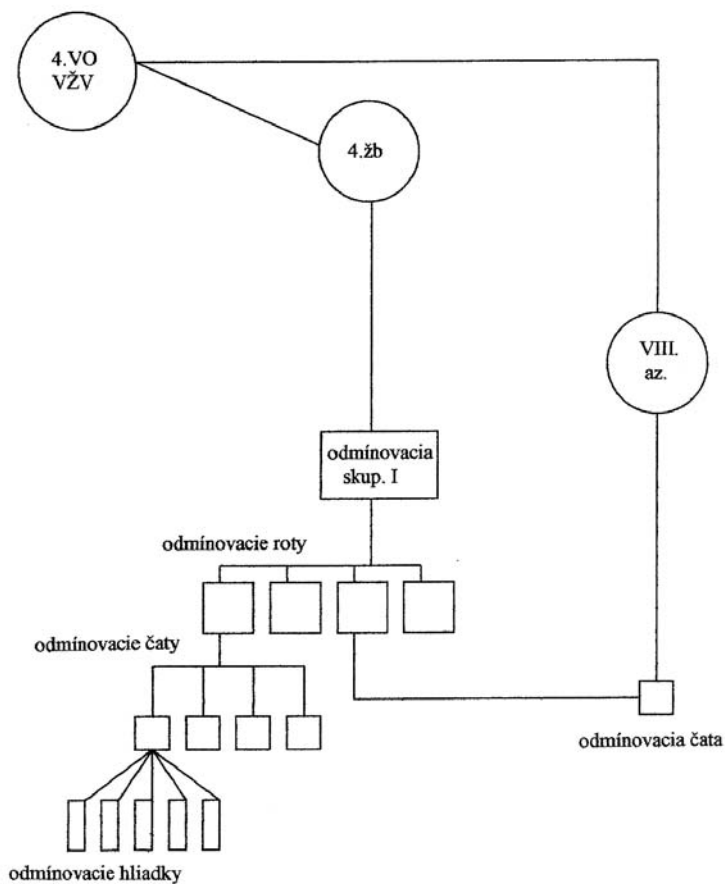 4.VO
VŽV
4.žb
VIII.
az.
odmínovacia
skup. I
odmínovacie roty
odmínovacie čaty
odmínovacia čata
odmínovacie hliadky